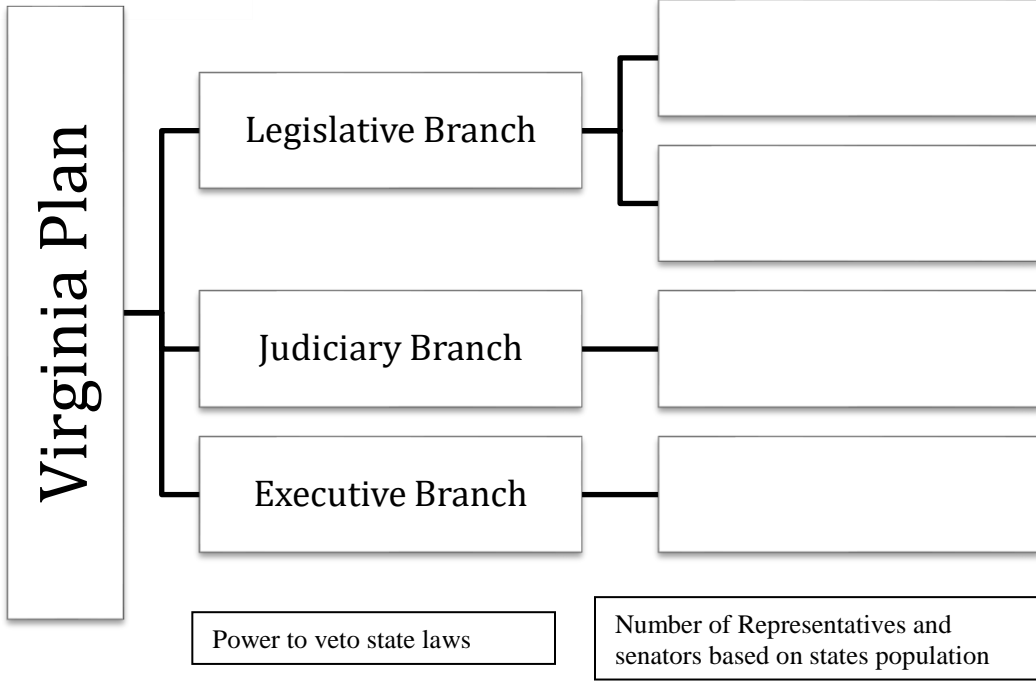 Virginia Plan
Legislative Branch
Judiciary Branch
Executive Branch
Power to veto state laws
Number of Representatives and
senators based on states population